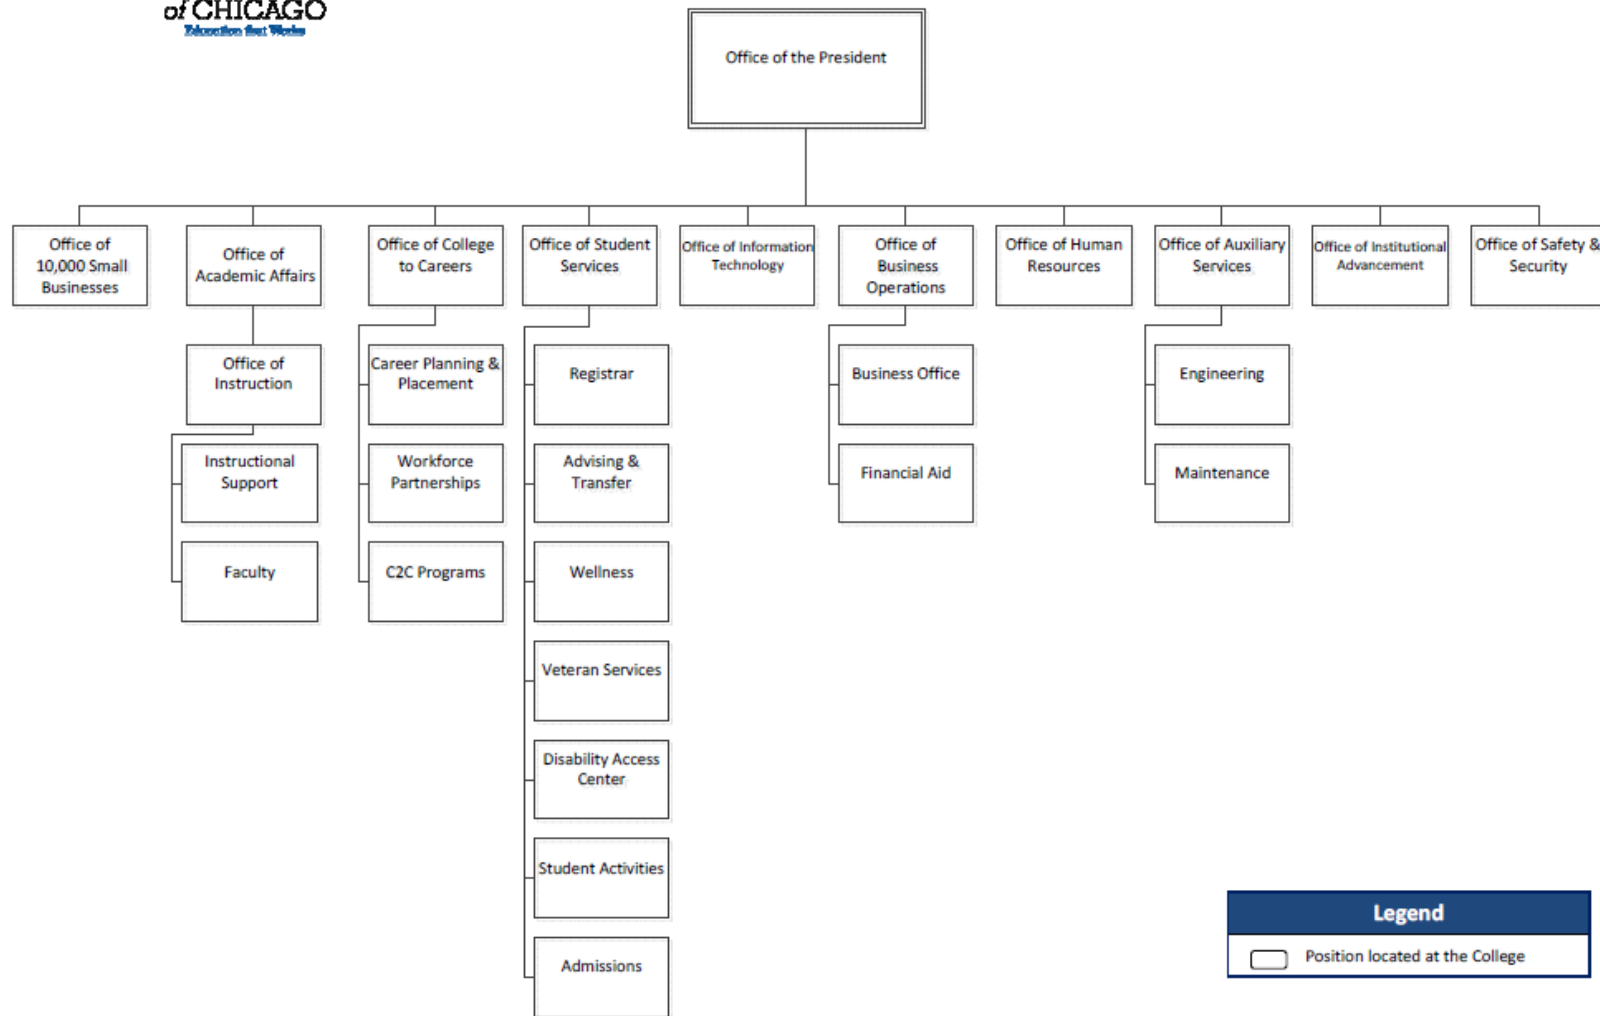 of CHICAGO
Education that Works
Office of the President
Office of
10,000 Small
Businesses
Office of
Academic Affairs
Office of College
to Careers
Office of Student
Services
Office of Information
Technology
Office of
Business
Operations
Office of Human
Resources
Office of Auxiliary
Services
Office of Institutional
Advancement
Office of Safety &
Security
Office of
Instruction
Career Planning &
Placement
Registrar
Business Office
Engineering
Instructional
Support
Workforce
Partnerships
Advising &
Transfer
Financial Aid
Maintenance
Faculty
C2C Programs
Wellness
Veteran Services
Disability Access
Center
Student Activities
Admissions
Legend
Position located at the College